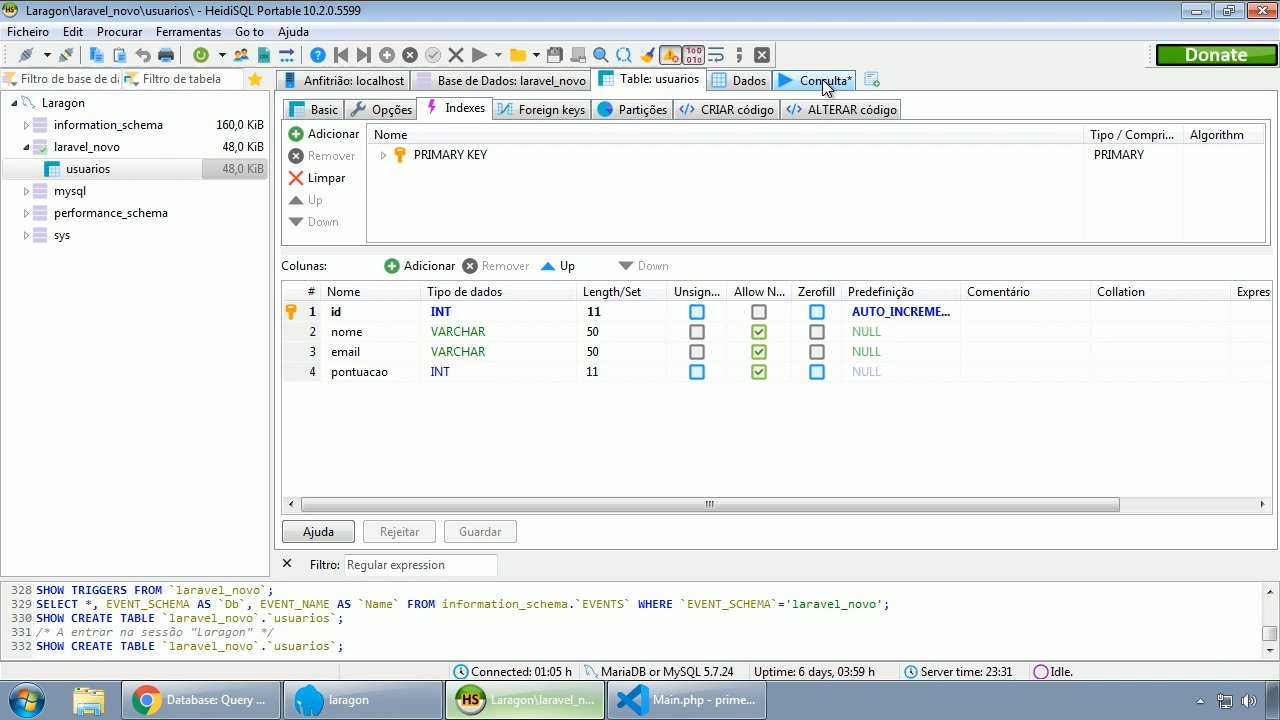 Laragon\laravel_novo\usuarios\ - HeidiSQL Portable 10.2.0.5599
Ficheiro Edit Procurar Ferramentas Go to Ajuda
Donate
Filtro de base de da Filtro de tabela
Anfitrião: localhost Base de Dados: laravel_novo Table: usuarios Dados Consulta*
Laragon
information_schema 160,0 KiB
laravel_novo 48,0 KiB
usuarios 48,0 KiB
mysql
performance_schema
sys
Basic Opções Indexes Foreign keys Partições CRIAR código ALTERAR código
Adicionar
Remover
Limpar
Up
Down
Nome Tipo / Compri... Algorithm
PRIMARY KEY PRIMARY
Colunas: Adicionar Remover Up Down
# Nome Tipo de dados Length/Set Unsign... Allow N... Zerofill Predefinição Comentário Collation Expres
1 id INT 11 AUTO_INCREME...
2 nome VARCHAR 50 NULL
3 email VARCHAR 50 NULL
4 pontuacao INT 11 NULL
Ajuda Rejeitar Guardar
Filtro: Regular expression
328 SHOW TRIGGERS FROM `laravel_novo`;
329 SELECT *, EVENT_SCHEMA AS `Db`, EVENT_NAME AS `Name` FROM information_schema.`EVENTS` WHERE `EVENT_SCHEMA`='laravel_novo';
330 SHOW CREATE TABLE `laravel_novo`.`usuarios`;
331 /* A entrar na sessão "Laragon" */
332 SHOW CREATE TABLE `laravel_novo`.`usuarios`;
Connected: 01:05 h MariaDB or MySQL 5.7.24 Uptime: 6 days, 03:59 h Server time: 23:31 Idle.
Database: Query ... laragon Laragon\laravel_n... Main.php - prime...